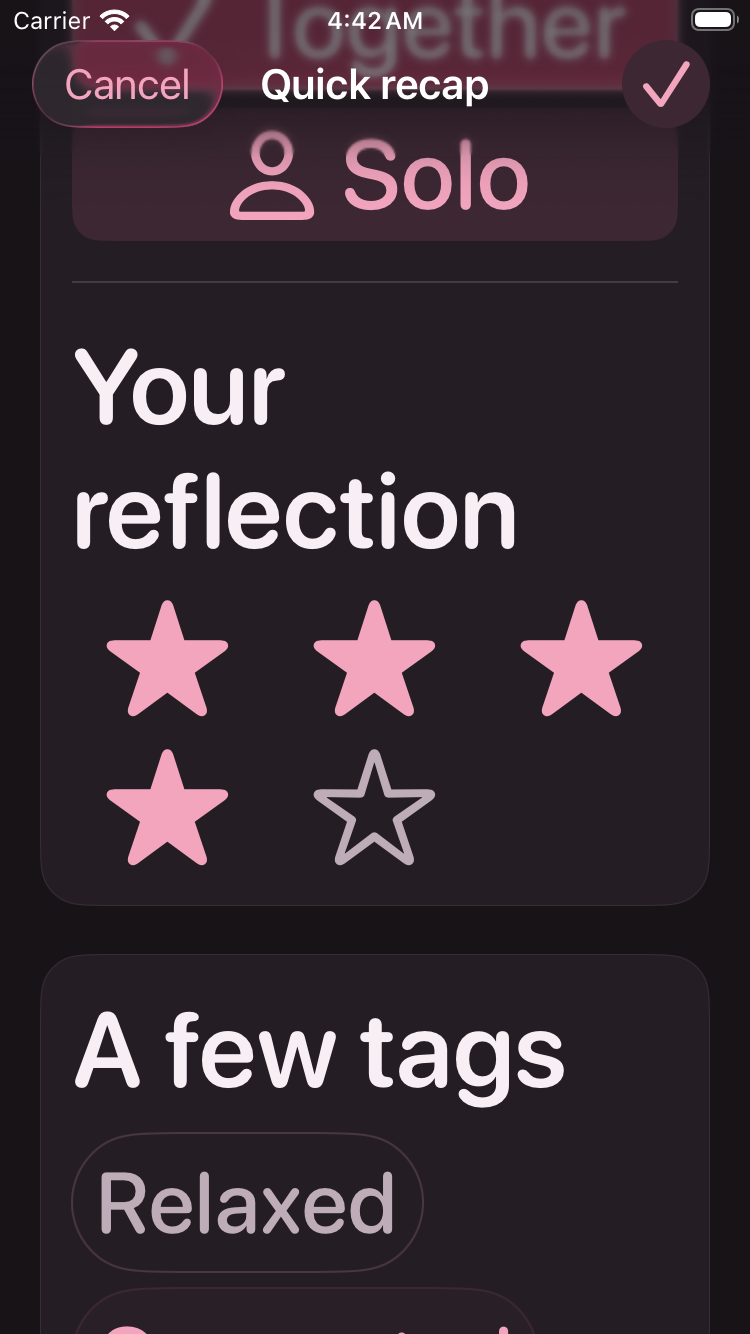 Carrier 4:42 AM
Together
Cancel Quick recap
Solo
Your
reflection
A few tags
Relaxed